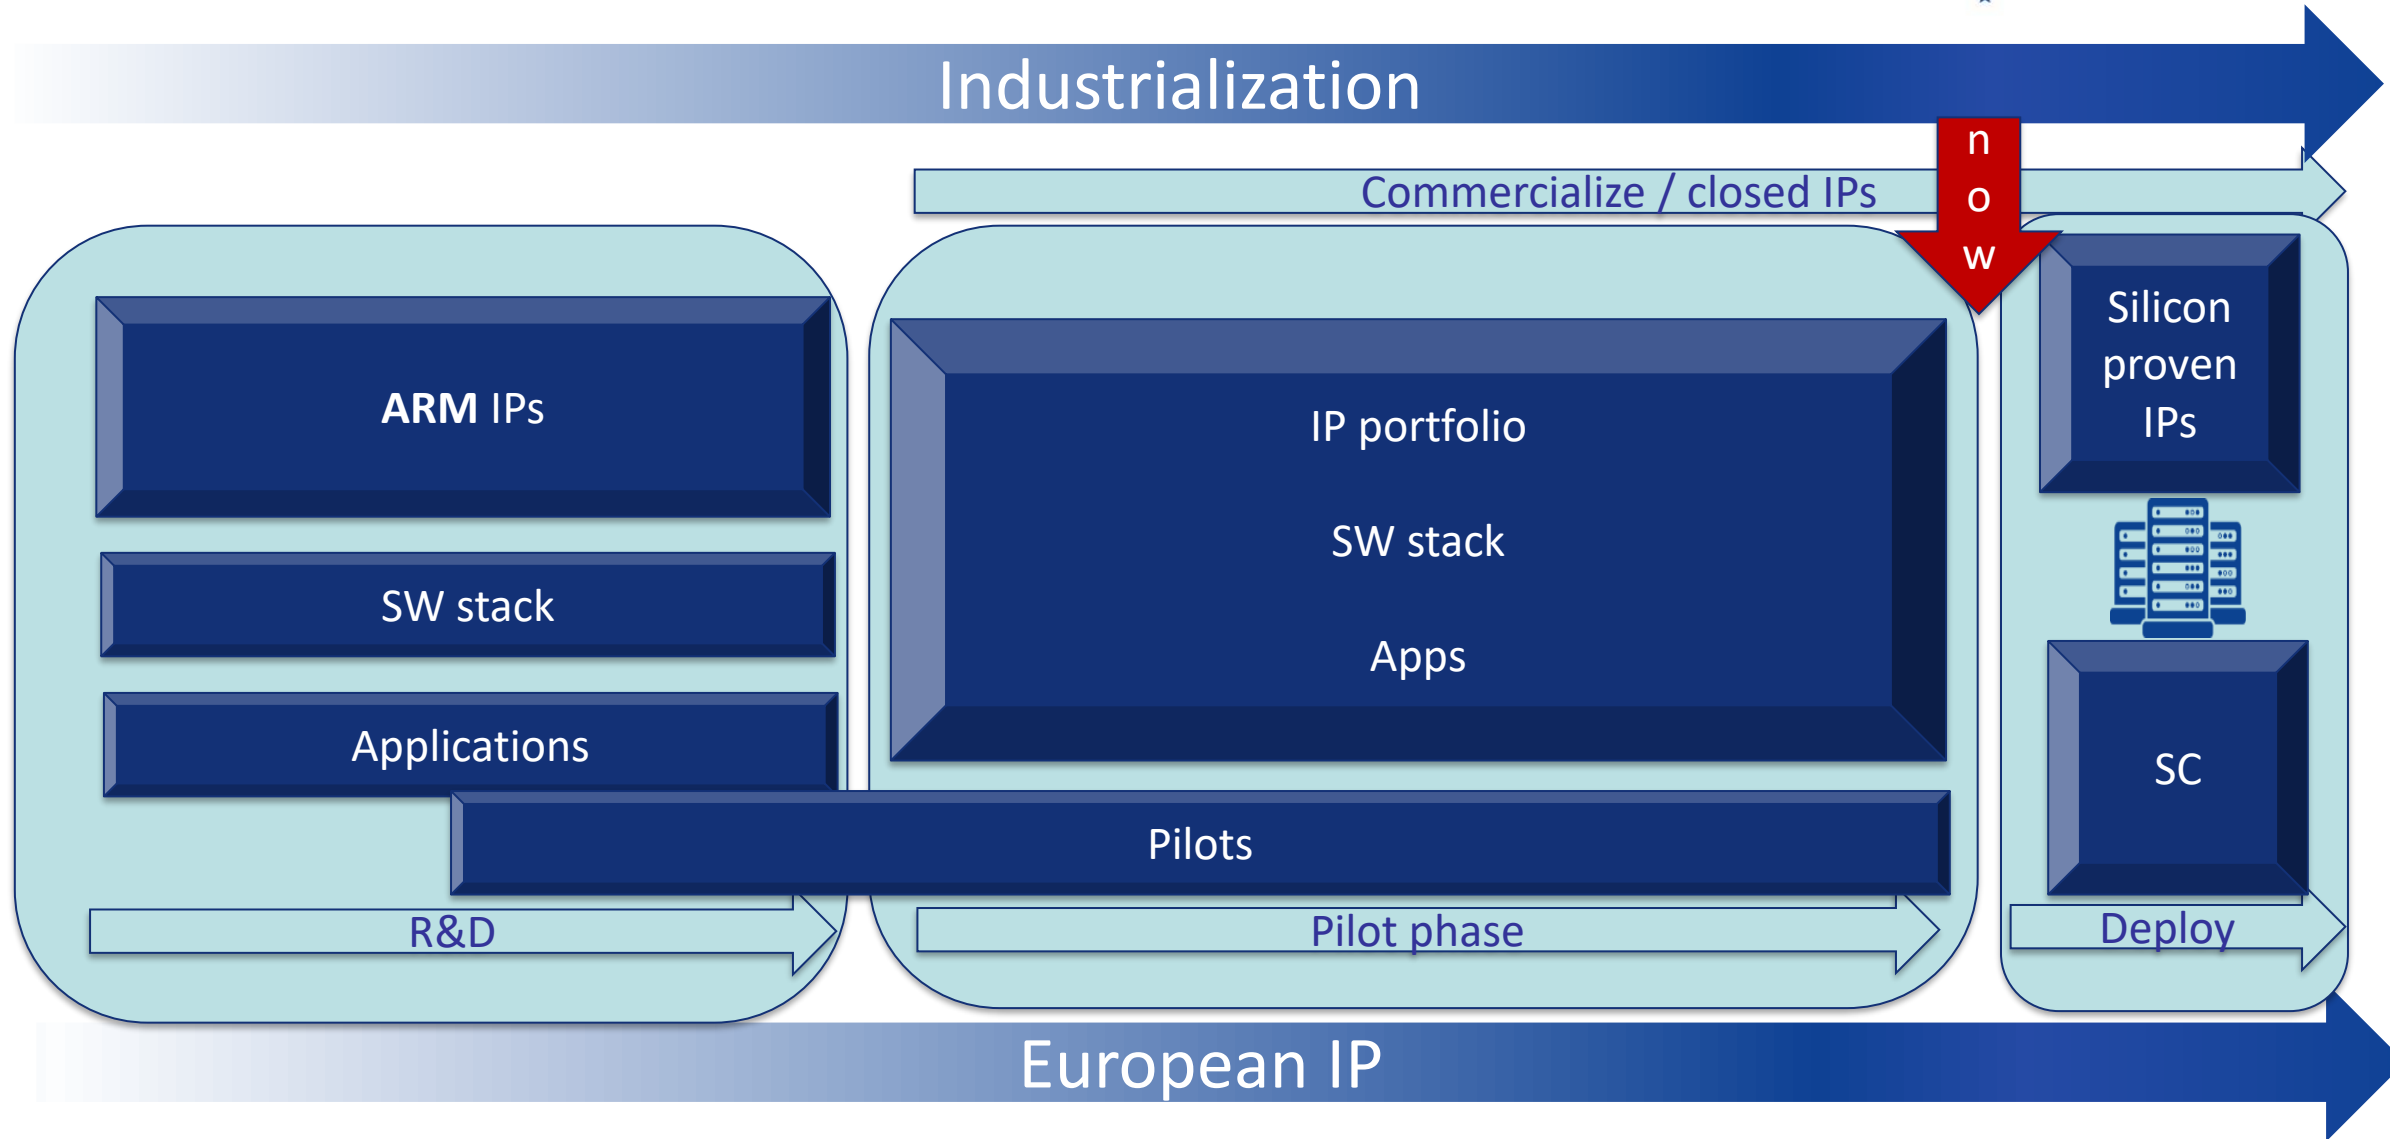 Industrialization
n
o
w
Commercialize / closed IPs
ARM IPs
SW stack
Applications
IP portfolio
SW stack
Apps
Pilots
Silicon
proven
IPs
SC
R&D
Pilot phase
Deploy
European IP